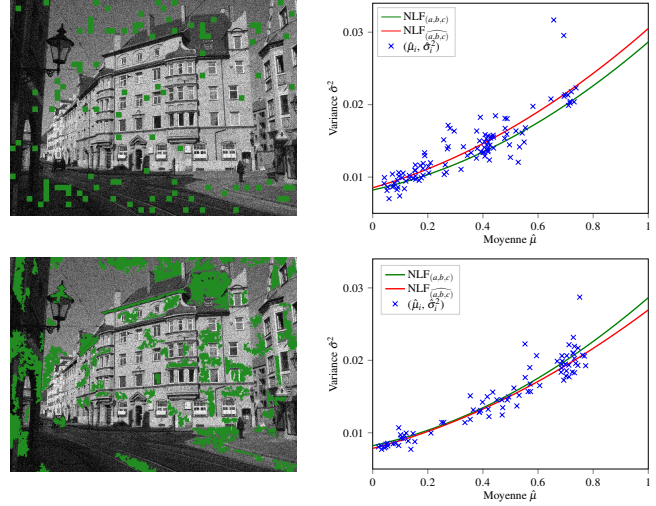 0.03
0.02
0.01
0
0.2
0.4
0.6
0.8
1
Variance σ̂²
Moyenne μ̂
NLF(a,b,c)
NLF(a,b,c)^
(μ̂ᵢ, σ̂ᵢ²)
0.03
0.02
0.01
0
0.2
0.4
0.6
0.8
1
Variance σ̂²
Moyenne μ̂
NLF(a,b,c)
NLF(a,b,c)^
(μ̂ᵢ, σ̂ᵢ²)